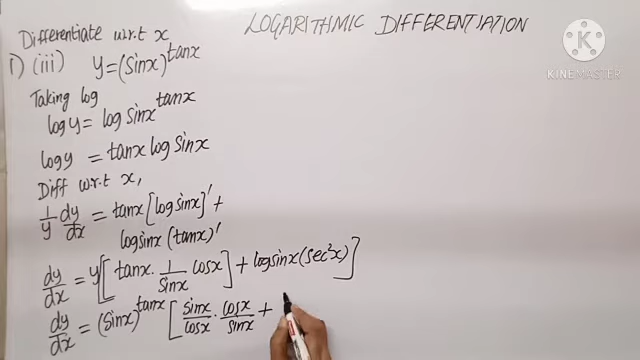 LOGARITHMIC DIFFERENTIATION
Differentiate w.r.t x
1) (iii) y = (sinx)^tanx
Taking log
logy = log sinx^tanx
logy = tanx log sinx
Diff w.r.t x,
1/y dy/dx = tanx [log sinx]' +
log sinx (tanx)'
dy/dx = y[ tanx . 1/sinx cosx ] + log sinx (sec²x) ]
dy/dx = (sinx)^tanx [ sinx/cosx . cosx/sinx +
K
KINEMASTER